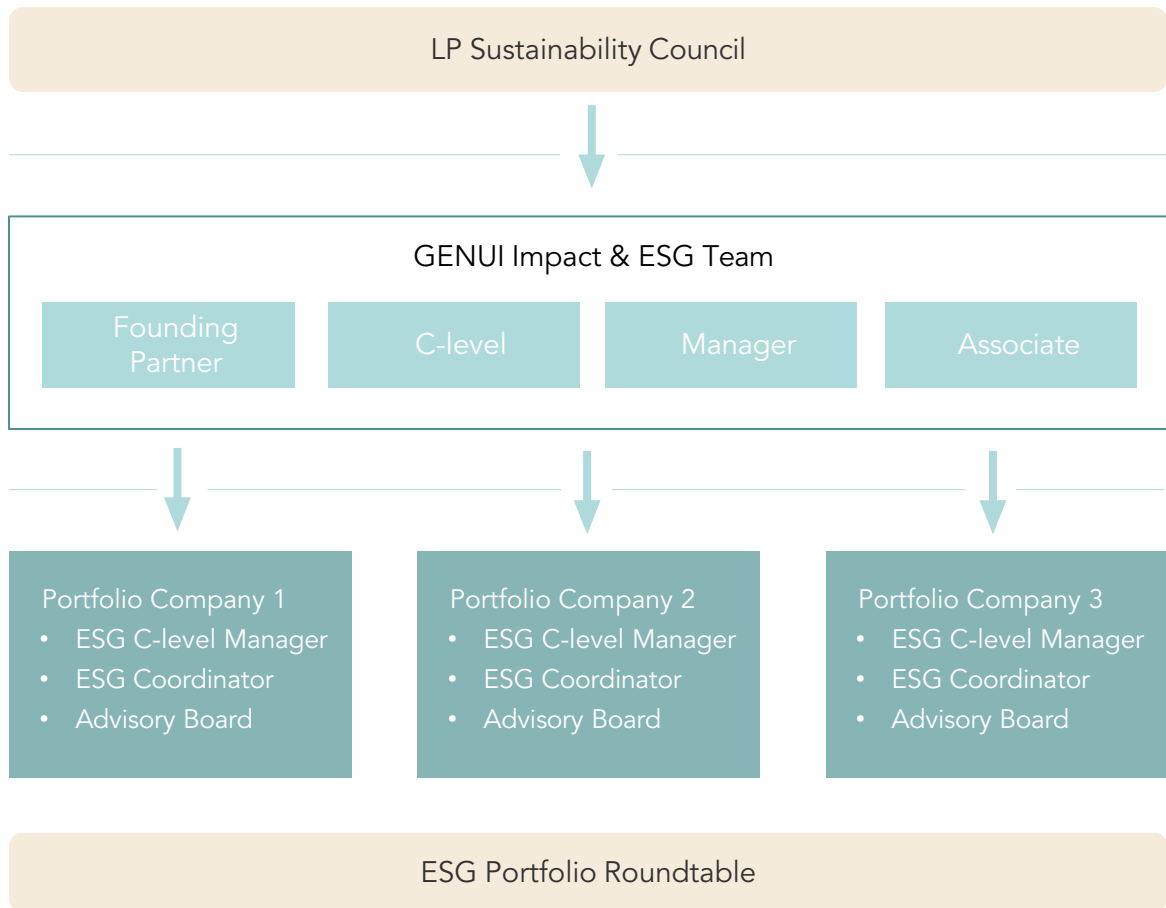 LP Sustainability Council
GENUI Impact & ESG Team
Founding
Partner
C-level
Manager
Associate
Portfolio Company 1
• ESG C-level Manager
• ESG Coordinator
• Advisory Board
Portfolio Company 2
• ESG C-level Manager
• ESG Coordinator
• Advisory Board
Portfolio Company 3
• ESG C-level Manager
• ESG Coordinator
• Advisory Board
ESG Portfolio Roundtable